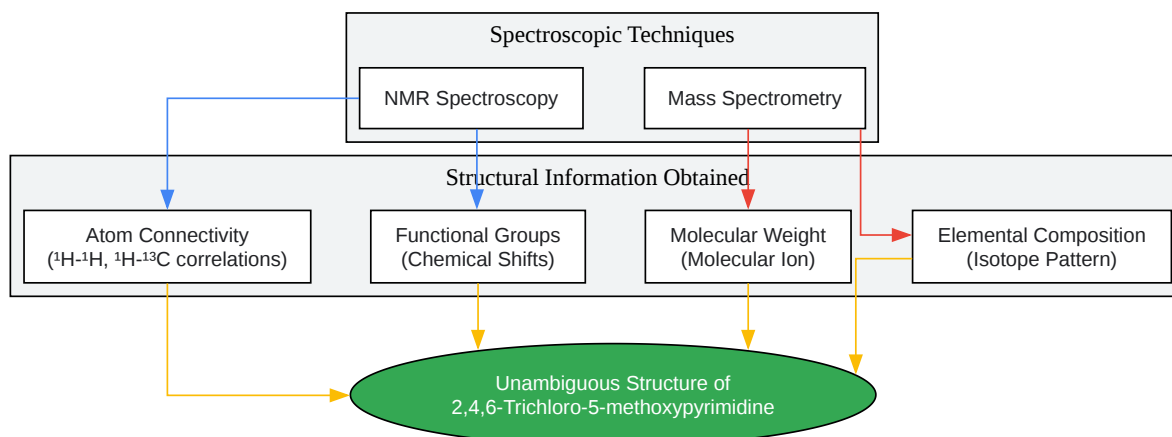 Spectroscopic Techniques
NMR Spectroscopy
Mass Spectrometry
Structural Information Obtained
Atom Connectivity
(¹H-¹H, ¹H-¹³C correlations)
Functional Groups
(Chemical Shifts)
Molecular Weight
(Molecular Ion)
Elemental Composition
(Isotope Pattern)
Unambiguous Structure of
2,4,6-Trichloro-5-methoxypyrimidine